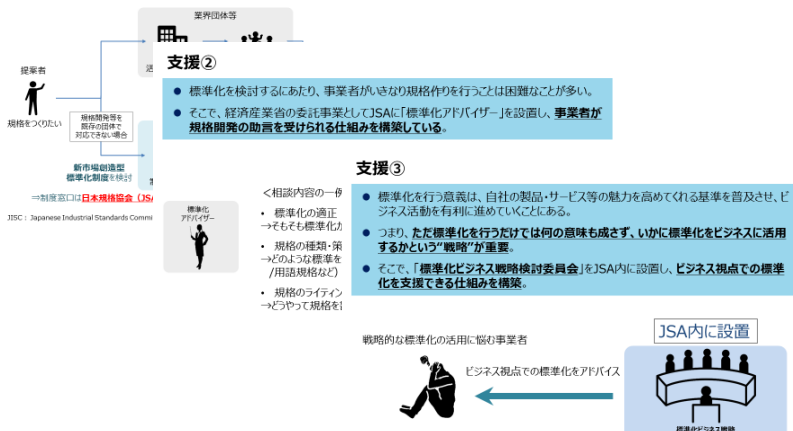 業界団体等
提案者
規格をつくりたい
規格開発等を
既存の団体で
対応できない場合
新市場創造型
標準化制度を検討
⇒制度窓口は日本規格協会（JSA
JISC : Japanese Industrial Standards Commi
支援②
● 標準化を検討するにあたり、事業者がいきなり規格作りを行うことは困難なことが多い。
● そこで、経済産業省の委託事業としてJSAに「標準化アドバイザー」を設置し、事業者が
規格開発の助言を受けられる仕組みを構築している。
標準化
アドバイザー
＜相談内容の一例
• 標準化の適正
→そもそも標準化が
• 規格の種類・策
→どのような標準を
/用語規格など）
• 規格のライティン
→どうやって規格を
支援③
● 標準化を行う意義は、自社の製品・サービス等の魅力を高めてくれる基準を普及させ、ビ
ジネス活動を有利に進めていくことにある。
● つまり、ただ標準化を行うだけでは何の意味も成さず、いかに標準化をビジネスに活用
するかという“戦略”が重要。
● そこで、「標準化ビジネス戦略検討委員会」をJSA内に設置し、ビジネス視点での標準
化を支援できる仕組みを構築。
戦略的な標準化の活用に悩む事業者
ビジネス視点での標準化をアドバイス
JSA内に設置
標準化ビジネス戦略